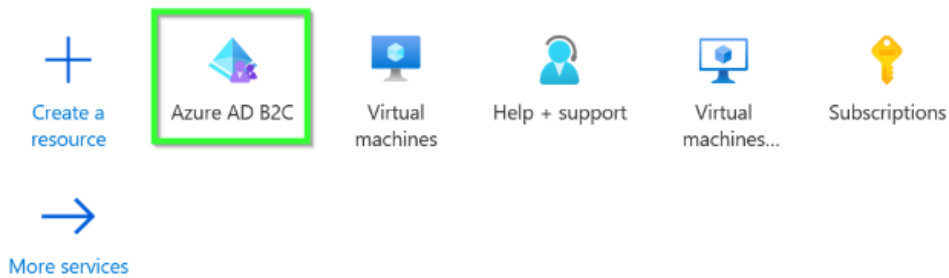 Create a
resource
Azure AD B2C
Virtual
machines
Help + support
Virtual
machines...
Subscriptions
More services